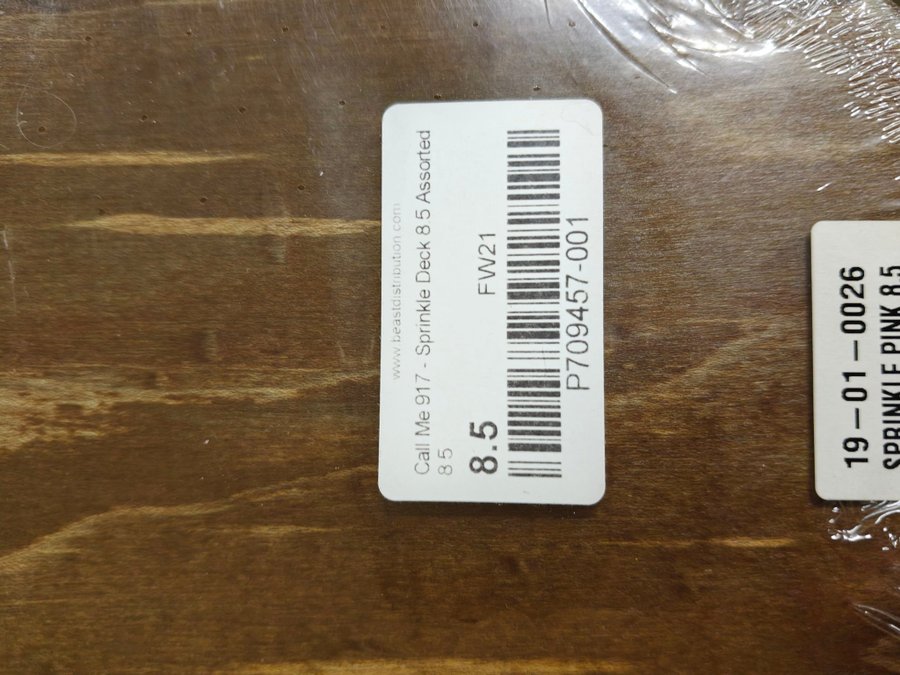 www.beastdistribution.com
Call Me 917 - Sprinkle Deck 8 5 Assorted
8 5
8.5
FW21
P709457-001
19-01-0026
SPRINKLE PINK 8.5